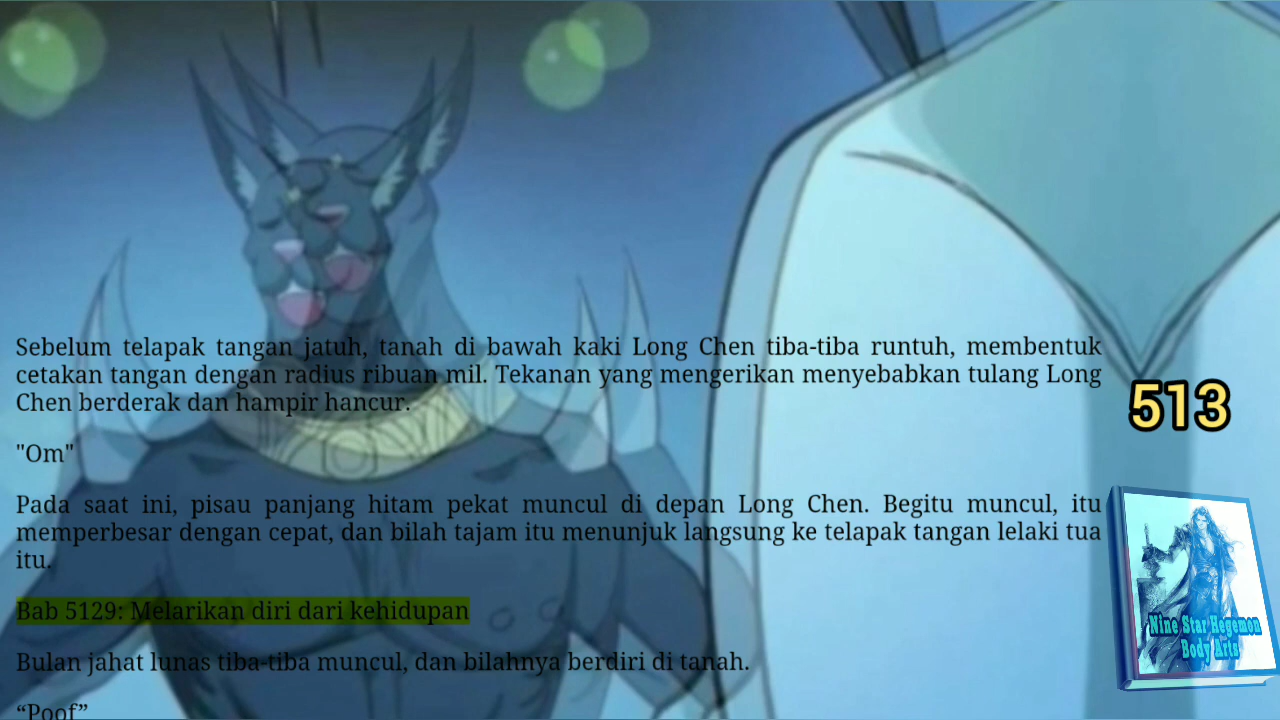 Sebelum telapak tangan jatuh, tanah di bawah kaki Long Chen tiba-tiba runtuh, membentuk
cetakan tangan dengan radius ribuan mil. Tekanan yang mengerikan menyebabkan tulang Long
Chen berderak dan hampir hancur.
"Om"
Pada saat ini, pisau panjang hitam pekat muncul di depan Long Chen. Begitu muncul, itu
memperbesar dengan cepat, dan bilah tajam itu menunjuk langsung ke telapak tangan lelaki tua
itu.
Bab 5129: Melarikan diri dari kehidupan
Bulan jahat lunas tiba-tiba muncul, dan bilahnya berdiri di tanah.
“Poof”
513
Nine Star Hegemon
Body Arts